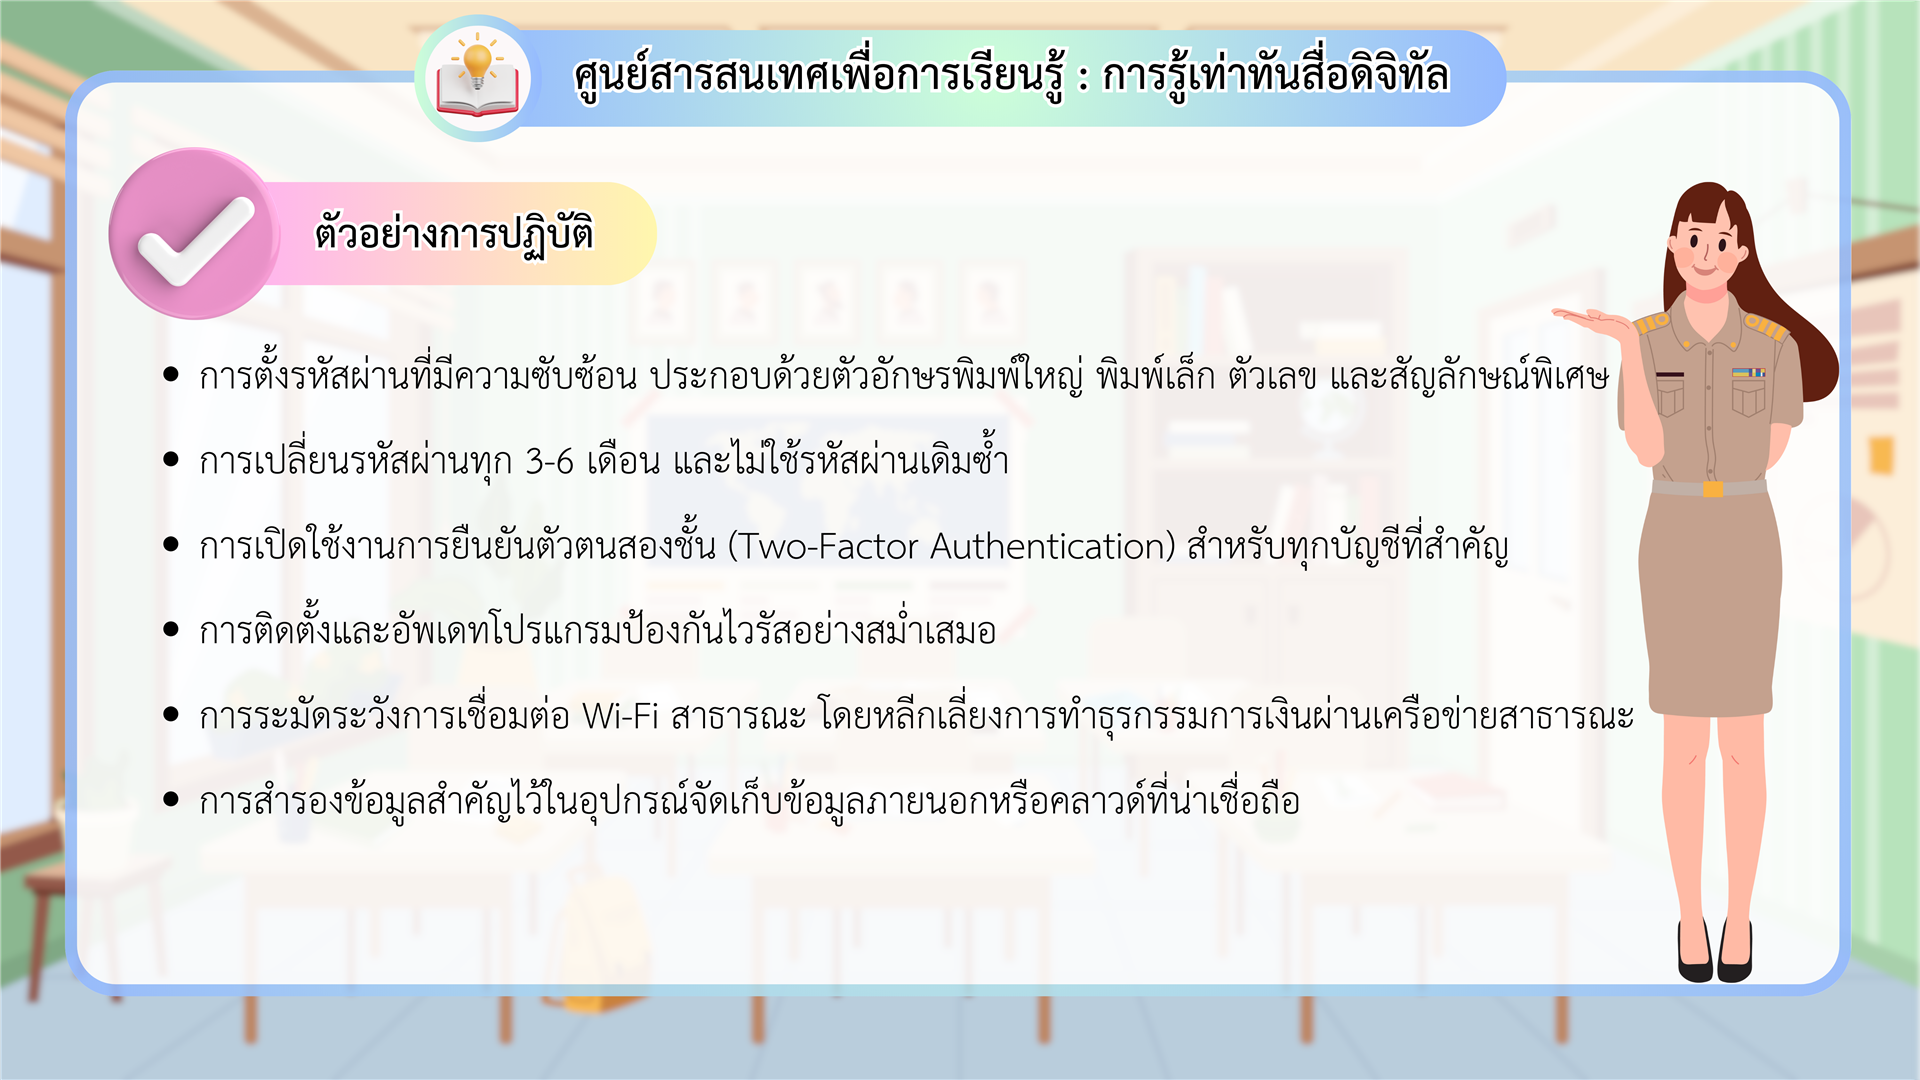 ศูนย์สารสนเทศเพื่อการเรียนรู้ : การรู้เท่าทันสื่อดิจิทัล
ตัวอย่างการปฏิบัติ
• การตั้งรหัสผ่านที่มีความซับซ้อน ประกอบด้วยตัวอักษรพิมพ์ใหญ่ พิมพ์เล็ก ตัวเลข และสัญลักษณ์พิเศษ
• การเปลี่ยนรหัสผ่านทุก 3-6 เดือน และไม่ใช้รหัสผ่านเดิมซ้ำ
• การเปิดใช้งานการยืนยันตัวตนสองชั้น (Two-Factor Authentication) สำหรับทุกบัญชีที่สำคัญ
• การติดตั้งและอัพเดทโปรแกรมป้องกันไวรัสอย่างสม่ำเสมอ
• การระมัดระวังการเชื่อมต่อ Wi-Fi สาธารณะ โดยหลีกเลี่ยงการทำธุรกรรมการเงินผ่านเครือข่ายสาธารณะ
• การสำรองข้อมูลสำคัญไว้ในอุปกรณ์จัดเก็บข้อมูลภายนอกหรือคลาวด์ที่น่าเชื่อถือ